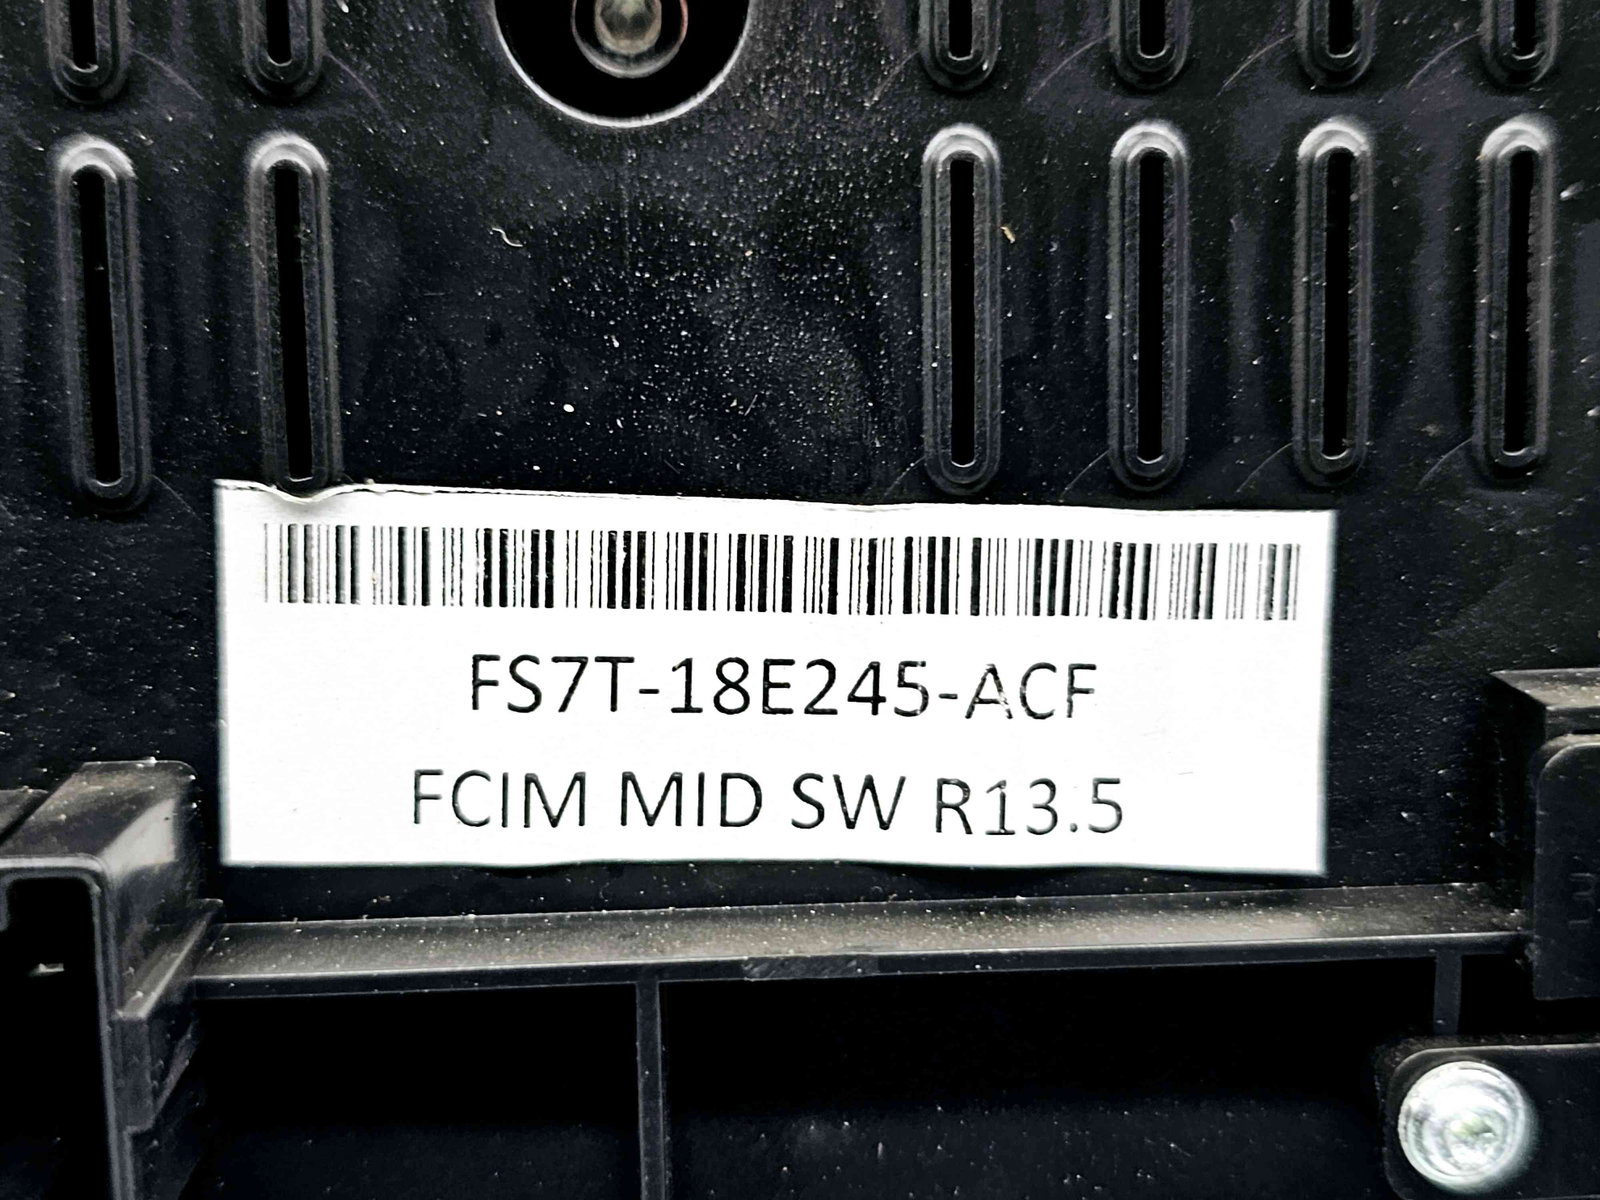 FS7T-18E245-ACF
FCIM MID SW R13.5